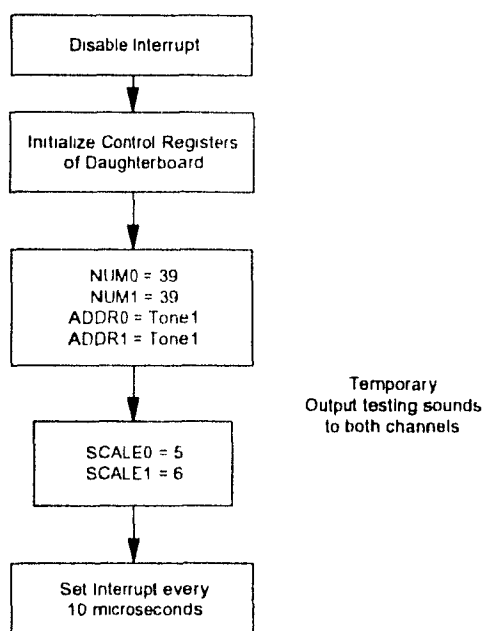 Disable Interrupt
Initialize Control Registers
of Daughterboard
NUM0 = 39
NUM1 = 39
ADDR0 = Tone1
ADDR1 = Tone1
Temporary
Output testing sounds
to both channels
SCALE0 = 5
SCALE1 = 6
Set Interrupt every
10 microseconds